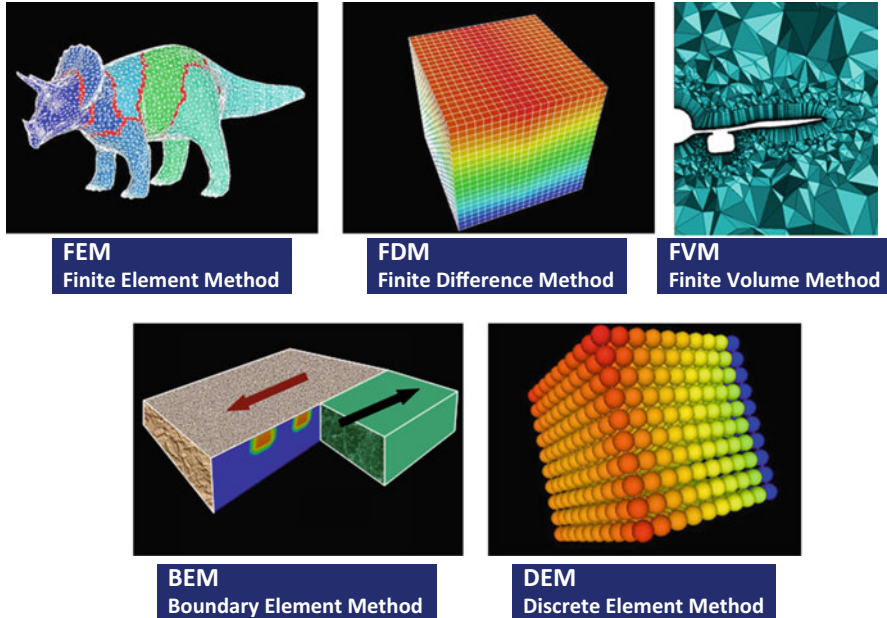 FEM
Finite Element Method
FDM
Finite Difference Method
FVM
Finite Volume Method
BEM
Boundary Element Method
DEM
Discrete Element Method